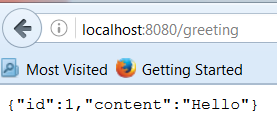 localhost:8080/greeting
Most Visited Getting Started
{"id":1,"content":"Hello"}